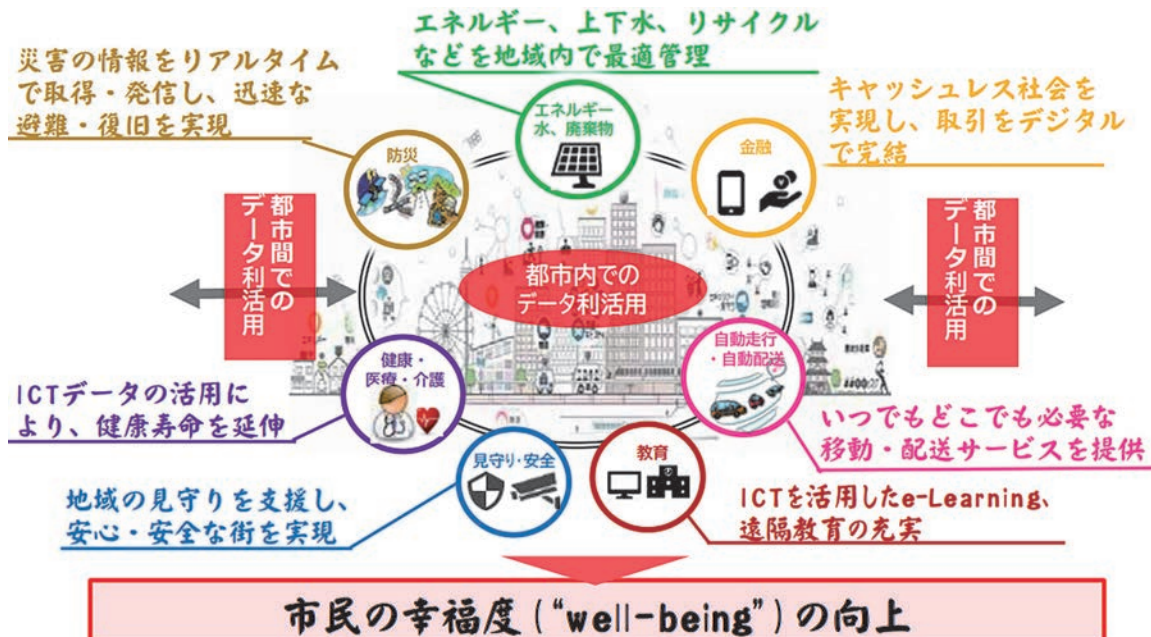 エネルギー、上下水、リサイクル
などを地域内で最適管理
災害の情報をリアルタイム
で取得・発信し、迅速な
避難・復旧を実現
キャッシュレス社会を
実現し、取引をデジタル
で完結
エネルギー
水、廃棄物
防災
金融
都市間での
データ利活用
都市内での
データ利活用
都市間での
データ利活用
健康・
医療・介護
自動走行
・自動配送
ICTデータの活用に
より、健康寿命を延伸
いつでもどこでも必要な
移動・配送サービスを提供
見守り・安全
教育
地域の見守りを支援し、
安心・安全な街を実現
ICTを活用したe-Learning、
遠隔教育の充実
市民の幸福度(“well-being”)の向上